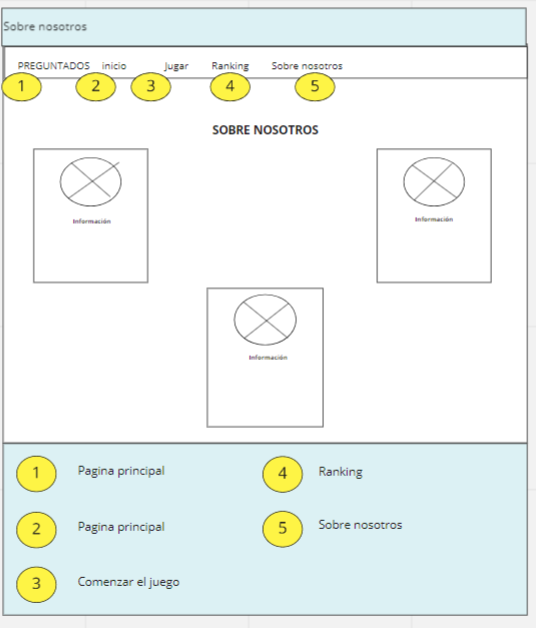 Sobre nosotros
PREGUNTADOS inicio Jugar Ranking Sobre nosotros
1 2 3 4 5
SOBRE NOSOTROS
Información Información
Información
1 Pagina principal 4 Ranking
2 Pagina principal 5 Sobre nosotros
3 Comenzar el juego